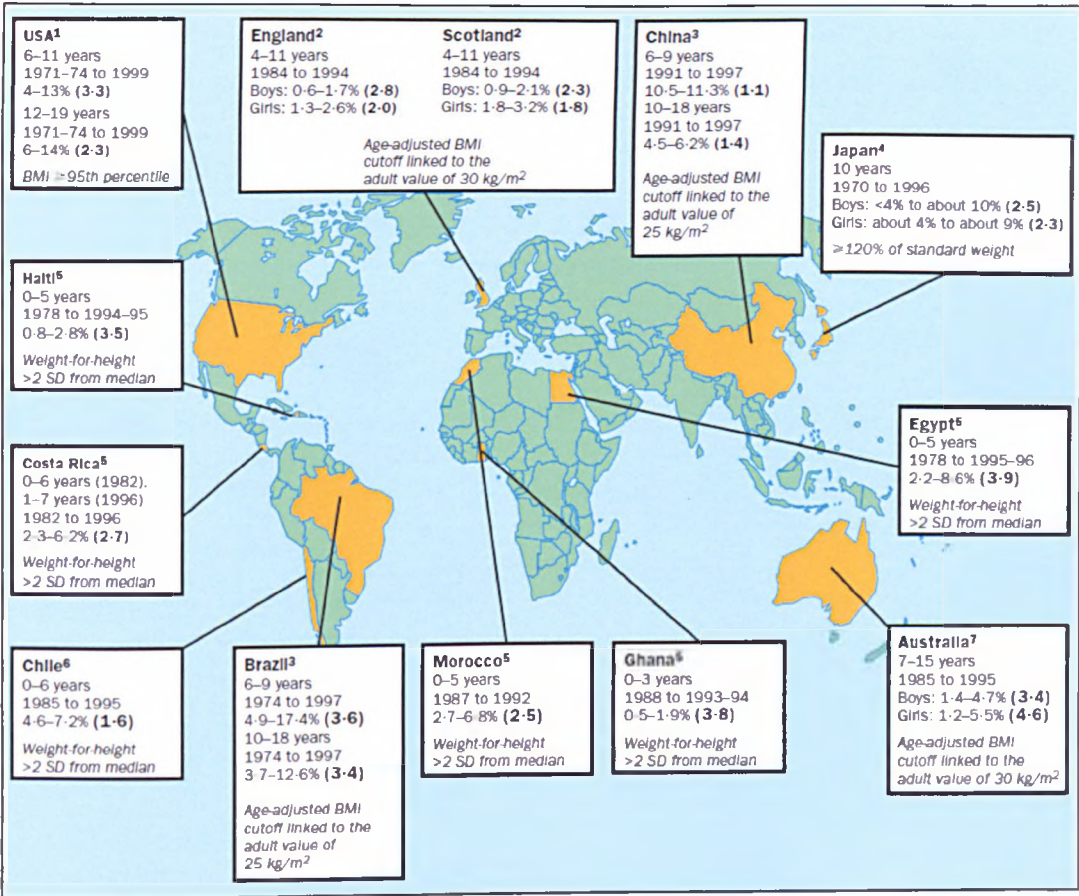 USA¹
6–11 years
1971–74 to 1999
4–13% (3·3)
12–19 years
1971–74 to 1999
6–14% (2·3)
BMI ≥95th percentile
England²
4–11 years
1984 to 1994
Boys: 0·6–1·7% (2·8)
Girls: 1·3–2·6% (2·0)
Scotland²
4–11 years
1984 to 1994
Boys: 0·9–2·1% (2·3)
Girls: 1·8–3·2% (1·8)
Age-adjusted BMI
cutoff linked to the
adult value of 30 kg/m²
China³
6–9 years
1991 to 1997
10·5–11·3% (1·1)
10–18 years
1991 to 1997
4·5–6·2% (1·4)
Age-adjusted BMI
cutoff linked to the
adult value of
25 kg/m²
Japan⁴
10 years
1970 to 1996
Boys: <4% to about 10% (2·5)
Girls: about 4% to about 9% (2·3)
≥120% of standard weight
Haiti⁵
0–5 years
1978 to 1994–95
0·8–2·8% (3·5)
Weight-for-height
>2 SD from median
Costa Rica⁵
0–6 years (1982).
1–7 years (1996)
1982 to 1996
2·3–6·2% (2·7)
Weight-for-height
>2 SD from median
Egypt⁵
0–5 years
1978 to 1995–96
2·2–8·6% (3·9)
Weight-for-height
>2 SD from median
Chile⁶
0–6 years
1985 to 1995
4·6–7·2% (1·6)
Weight-for-height
>2 SD from median
Brazil³
6–9 years
1974 to 1997
4·9–17·4% (3·6)
10–18 years
1974 to 1997
3·7–12·6% (3·4)
Age-adjusted BMI
cutoff linked to the
adult value of
25 kg/m²
Morocco⁵
0–5 years
1987 to 1992
2·7–6·8% (2·5)
Weight-for-height
>2 SD from median
Ghana⁵
0–3 years
1988 to 1993–94
0·5–1·9% (3·8)
Weight-for-height
>2 SD from median
Australia⁷
7–15 years
1985 to 1995
Boys: 1·4–4·7% (3·4)
Girls: 1·2–5·5% (4·6)
Age-adjusted BMI
cutoff linked to the
adult value of 30 kg/m²